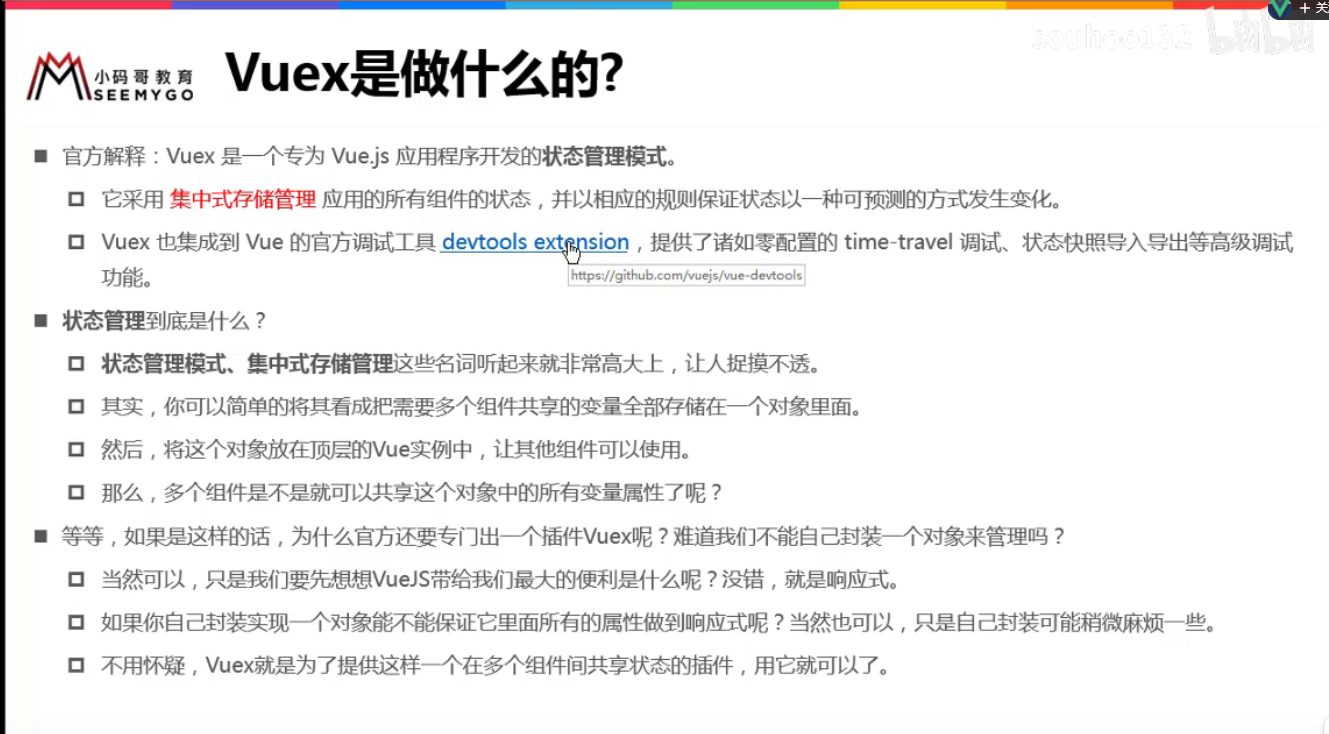 + 关
souhoo132 bilibili
小码哥教育
SEEMYGO
Vuex是做什么的?
官方解释：Vuex 是一个专为 Vue.js 应用程序开发的状态管理模式。
它采用 集中式存储管理 应用的所有组件的状态，并以相应的规则保证状态以一种可预测的方式发生变化。
Vuex 也集成到 Vue 的官方调试工具 devtools extension，提供了诸如零配置的 time-travel 调试、状态快照导入导出等高级调试
功能。
https://github.com/vuejs/vue-devtools
状态管理到底是什么？
状态管理模式、集中式存储管理这些名词听起来就非常高大上，让人捉摸不透。
其实，你可以简单的将其看成把需要多个组件共享的变量全部存储在一个对象里面。
然后，将这个对象放在顶层的Vue实例中，让其他组件可以使用。
那么，多个组件是不是就可以共享这个对象中的所有变量属性了呢？
等等，如果是这样的话，为什么官方还要专门出一个插件Vuex呢？难道我们不能自己封装一个对象来管理吗？
当然可以，只是我们要先想想VueJS带给我们最大的便利是什么呢？没错，就是响应式。
如果你自己封装实现一个对象能不能保证它里面所有的属性做到响应式呢？当然也可以，只是自己封装可能稍微麻烦一些。
不用怀疑，Vuex就是为了提供这样一个在多个组件间共享状态的插件，用它就可以了。